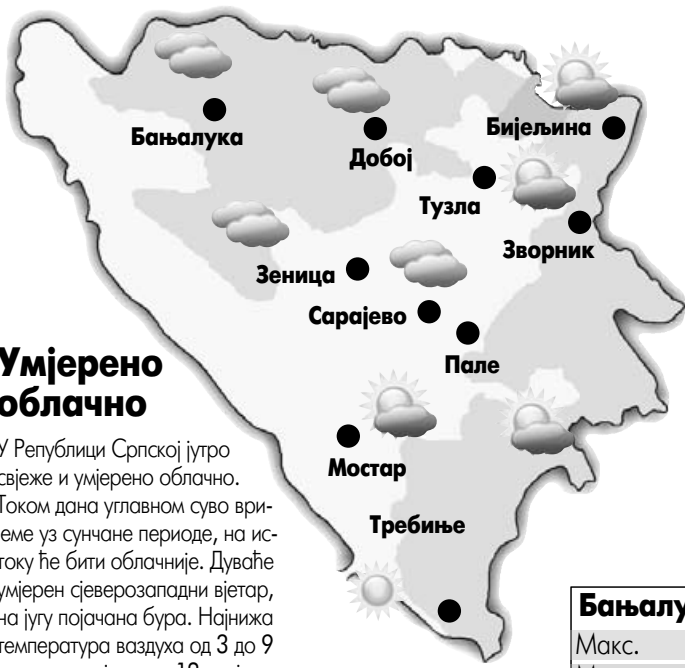 Бањалука
Добој
Бијељина
Тузла
Зворник
Зеница
Сарајево
Пале
Мостар
Требиње
Умјерено
облачно
У Републици Српској јутро
свјеже и умјерено облачно.
Током дана углавном суво ври-
јеме уз сунчане периоде, на ис-
току ће бити облачније. Дуваће
умјерен сјеверозападни вјетар,
на југу појачана бура. Најнижа
температура ваздуха од 3 до 9
Макс.